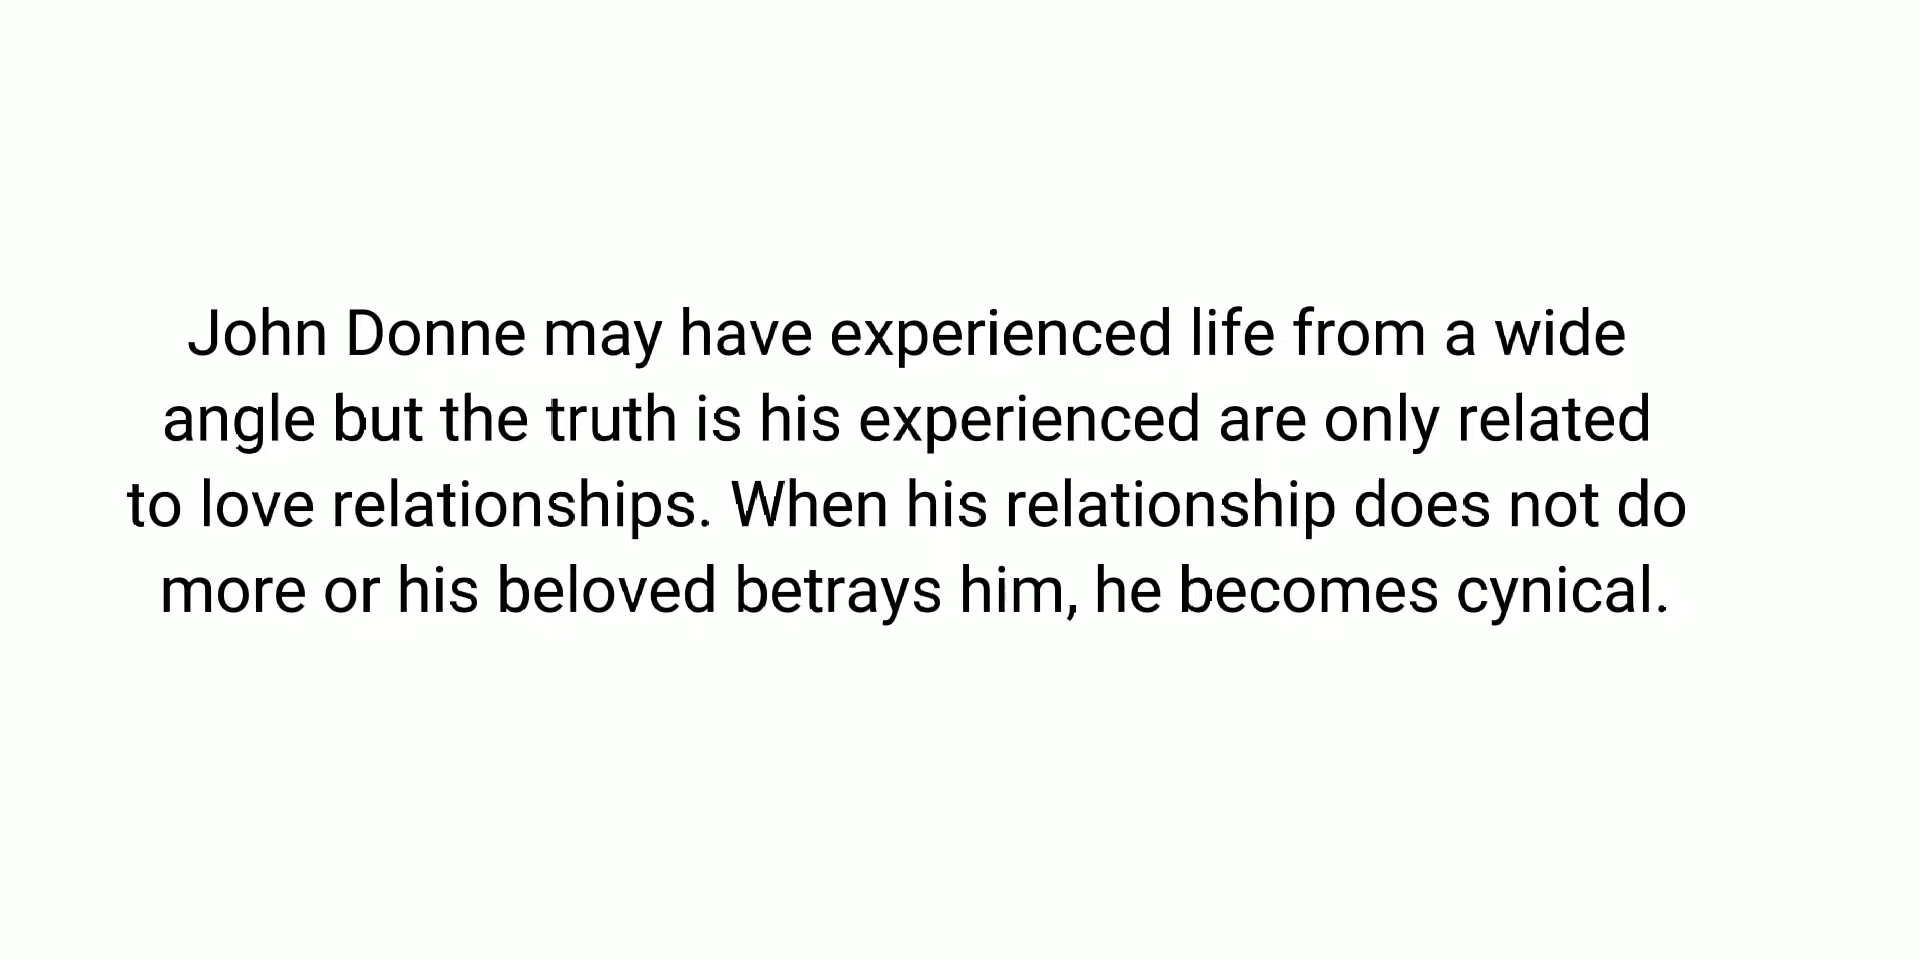 John Donne may have experienced life from a wide
angle but the truth is his experienced are only related
to love relationships. When his relationship does not do
more or his beloved betrays him, he becomes cynical.